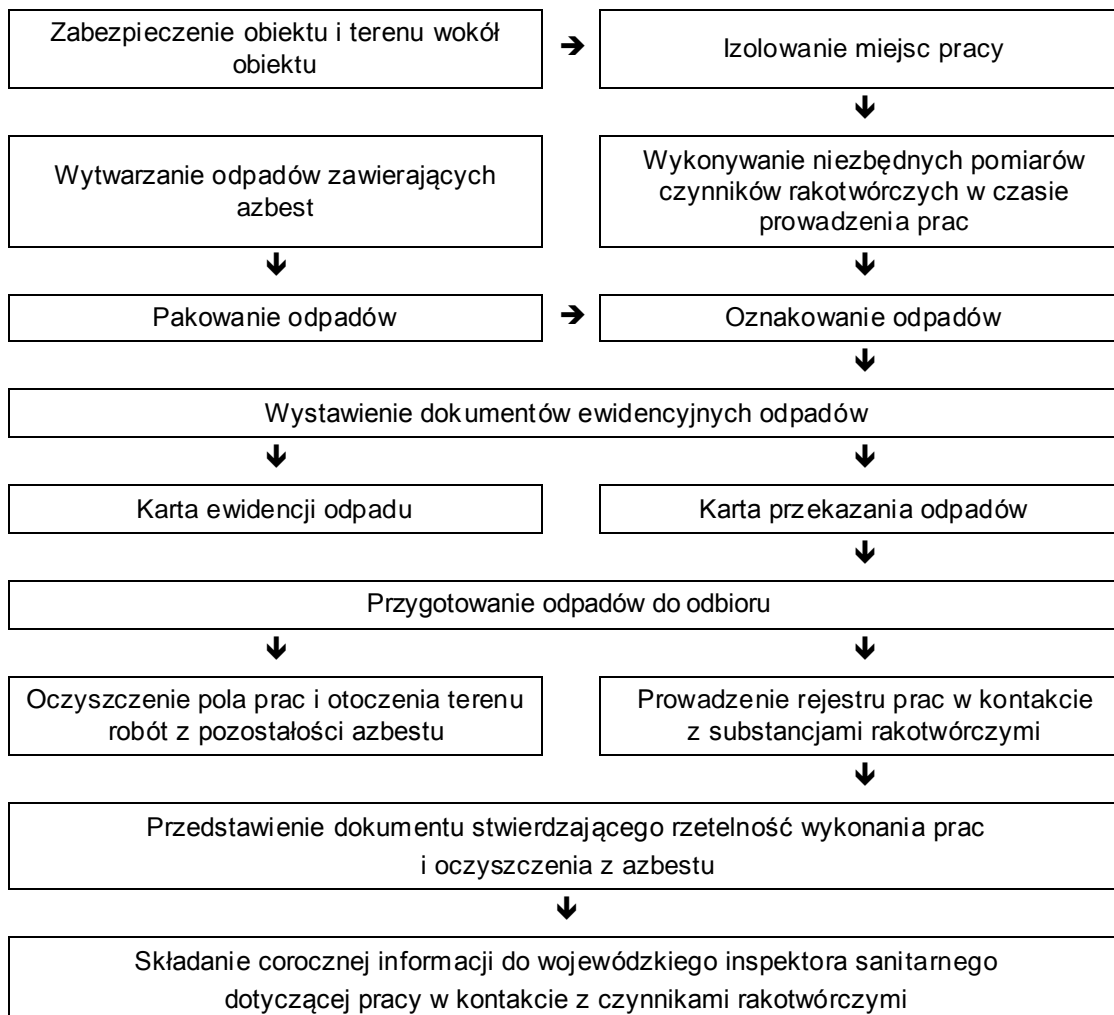 Zabezpieczenie obiektu i terenu wokół
obiektu
Izolowanie miejsc pracy
Wytwarzanie odpadów zawierających
azbest
Wykonywanie niezbędnych pomiarów
czynników rakotwórczych w czasie
prowadzenia prac
Pakowanie odpadów
Oznakowanie odpadów
Wystawienie dokumentów ewidencyjnych odpadów
Karta ewidencji odpadu
Karta przekazania odpadów
Przygotowanie odpadów do odbioru
Oczyszczenie pola prac i otoczenia terenu
robót z pozostałości azbestu
Prowadzenie rejestru prac w kontakcie
z substancjami rakotwórczymi
Przedstawienie dokumentu stwierdzającego rzetelność wykonania prac
i oczyszczenia z azbestu
Składanie corocznej informacji do wojewódzkiego inspektora sanitarnego
dotyczącej pracy w kontakcie z czynnikami rakotwórczymi